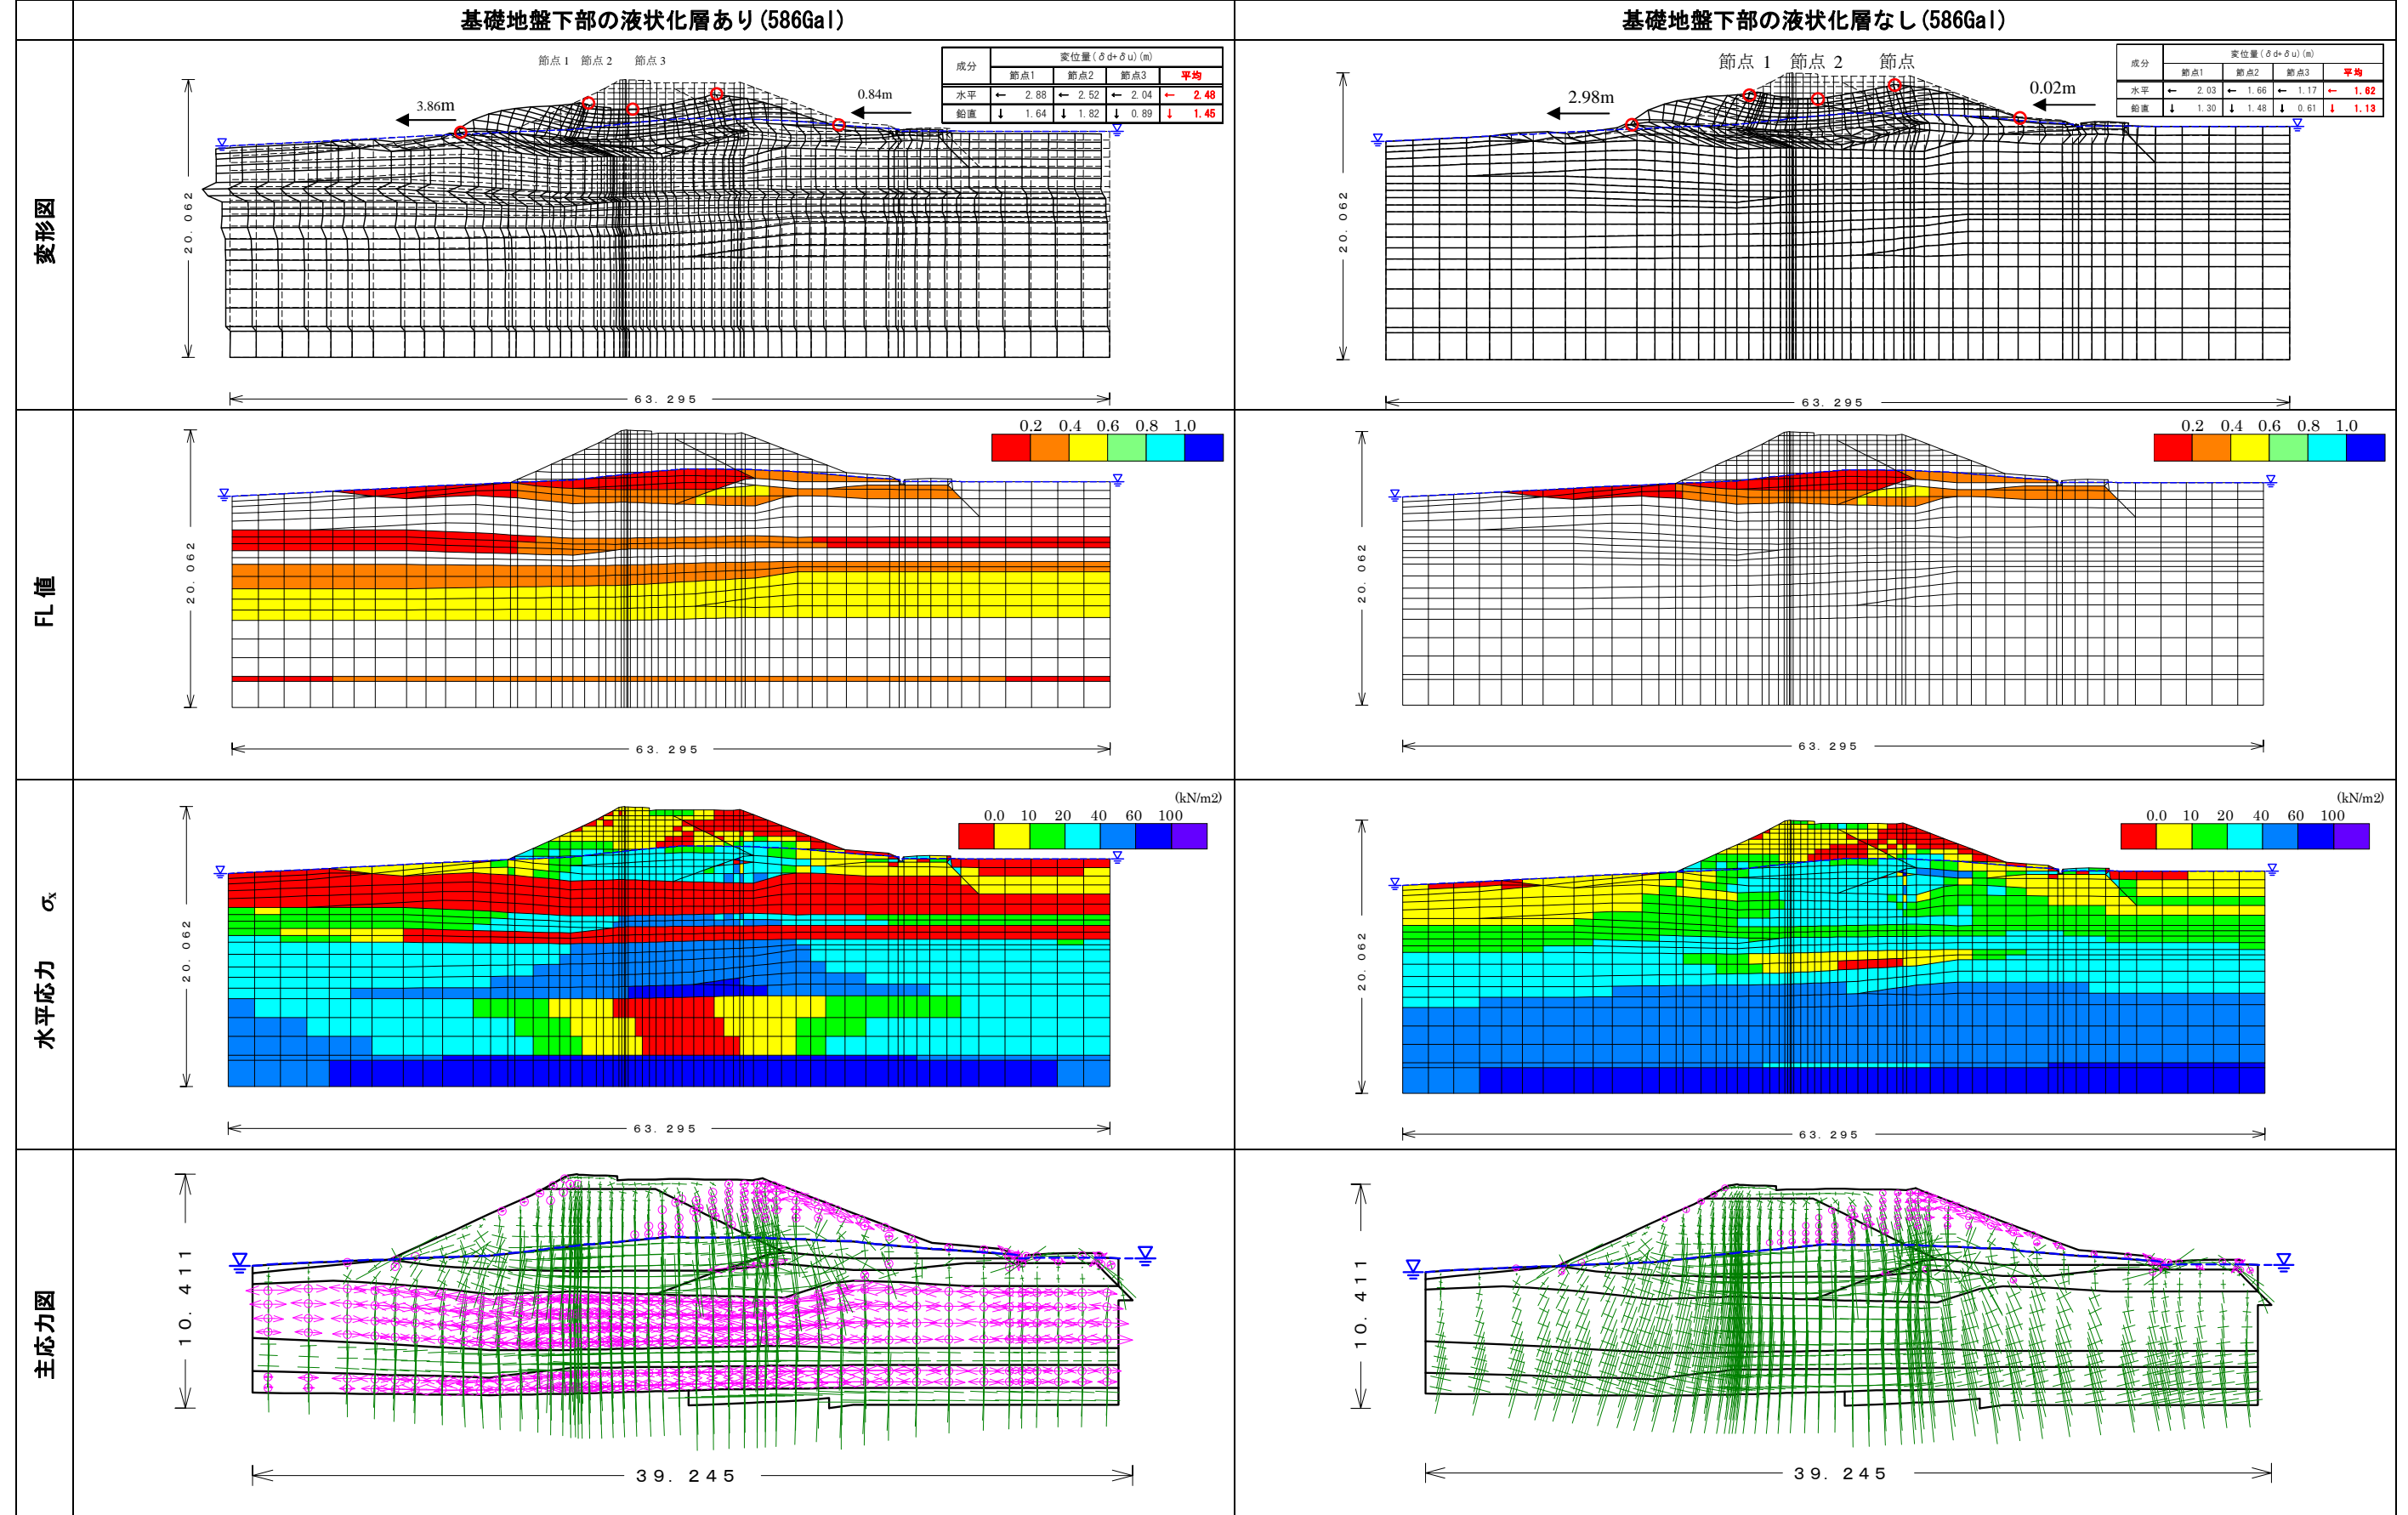 基礎地盤下部の液状化層あり(586Gal)
基礎地盤下部の液状化層なし(586Gal)
変形図
節点 1 節点 2 節点 3
成分 変位量(δd+δu)(m)
節点1 節点2 節点3 平均
水平 ← 2.88 ← 2.52 ← 2.04 ← 2.48
鉛直 ↓ 1.64 ↓ 1.82 ↓ 0.89 ↓ 1.45
3.86m
0.84m
20.062
63.295
節点 1 節点 2 節点
成分 変位量(δd+δu)(m)
節点1 節点2 節点3 平均
水平 ← 2.03 ← 1.66 ← 1.17 ← 1.62
鉛直 ↓ 1.30 ↓ 1.48 ↓ 0.61 ↓ 1.13
2.98m
0.02m
20.062
63.295
FL 値
0.2 0.4 0.6 0.8 1.0
20.062
63.295
0.2 0.4 0.6 0.8 1.0
20.062
63.295
水平応力 σx
(kN/m2)
0.0 10 20 40 60 100
20.062
63.295
(kN/m2)
0.0 10 20 40 60 100
20.062
63.295
主応力図
10.411
39.245
10.411
39.245